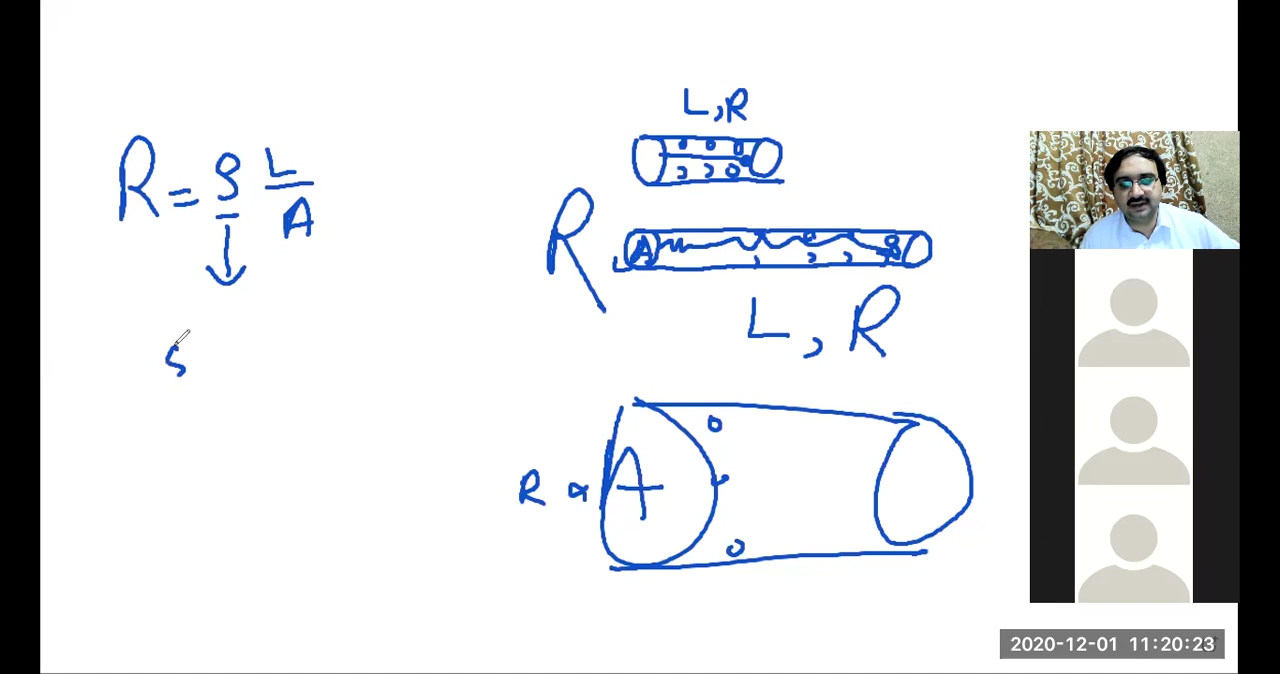 R = ρ L/A
S
L, R
R
A
L, R
R ∝
A
2020-12-01 11:20:23